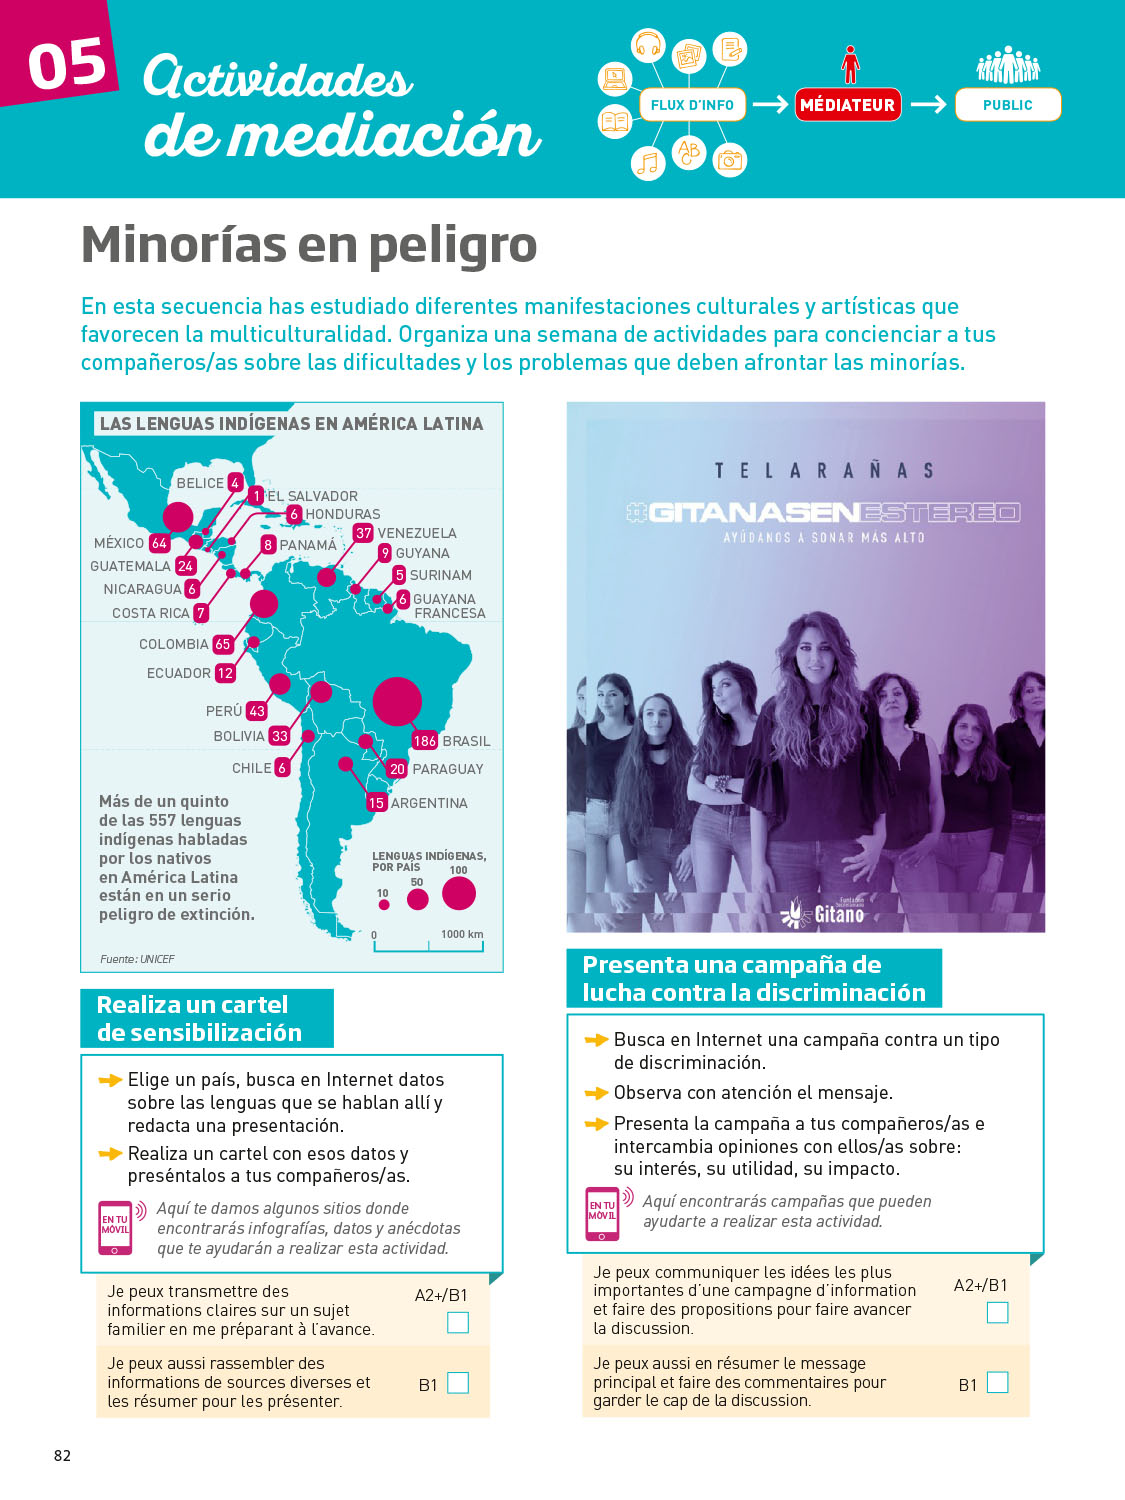 05
Actividades
de mediación
FLUX D'INFO
MÉDIATEUR
PUBLIC
AB
C
Minorías en peligro
En esta secuencia has estudiado diferentes manifestaciones culturales y artísticas que
favorecen la multiculturalidad. Organiza una semana de actividades para concienciar a tus
compañeros/as sobre las dificultades y los problemas que deben afrontar las minorías.
LAS LENGUAS INDÍGENAS EN AMÉRICA LATINA
BELICE 4
1 EL SALVADOR
6 HONDURAS
37 VENEZUELA
MÉXICO 64
8 PANAMÁ
9 GUYANA
GUATEMALA 24
5 SURINAM
NICARAGUA 6
6 GUAYANA
FRANCESA
COSTA RICA 7
COLOMBIA 65
ECUADOR 12
PERÚ 43
BOLIVIA 33
186 BRASIL
CHILE 6
20 PARAGUAY
15 ARGENTINA
Más de un quinto
de las 557 lenguas
indígenas habladas
por los nativos
en América Latina
están en un serio
peligro de extinción.
LENGUAS INDÍGENAS,
POR PAÍS
10
50
100
0
1000 km
Fuente: UNICEF
TELARAÑAS
#GITANASENESTEREO
AYÚDANOS A SONAR MÁS ALTO
Fundación
Secretariado
Gitano
Realiza un cartel
de sensibilización
Elige un país, busca en Internet datos
sobre las lenguas que se hablan allí y
redacta una presentación.
Realiza un cartel con esos datos y
preséntalos a tus compañeros/as.
EN TU
MÓVIL
Aquí te damos algunos sitios donde
encontrarás infografías, datos y anécdotas
que te ayudarán a realizar esta actividad.
Je peux transmettre des
informations claires sur un sujet
familier en me préparant à l'avance.
A2+/B1
Je peux aussi rassembler des
informations de sources diverses et
les résumer pour les présenter.
B1
Presenta una campaña de
lucha contra la discriminación
Busca en Internet una campaña contra un tipo
de discriminación.
Observa con atención el mensaje.
Presenta la campaña a tus compañeros/as e
intercambia opiniones con ellos/as sobre:
su interés, su utilidad, su impacto.
EN TU
MÓVIL
Aquí encontrarás campañas que pueden
ayudarte a realizar esta actividad.
Je peux communiquer les idées les plus
importantes d'une campagne d'information
et faire des propositions pour faire avancer
la discussion.
A2+/B1
Je peux aussi en résumer le message
principal et faire des commentaires pour
garder le cap de la discussion.
B1
82